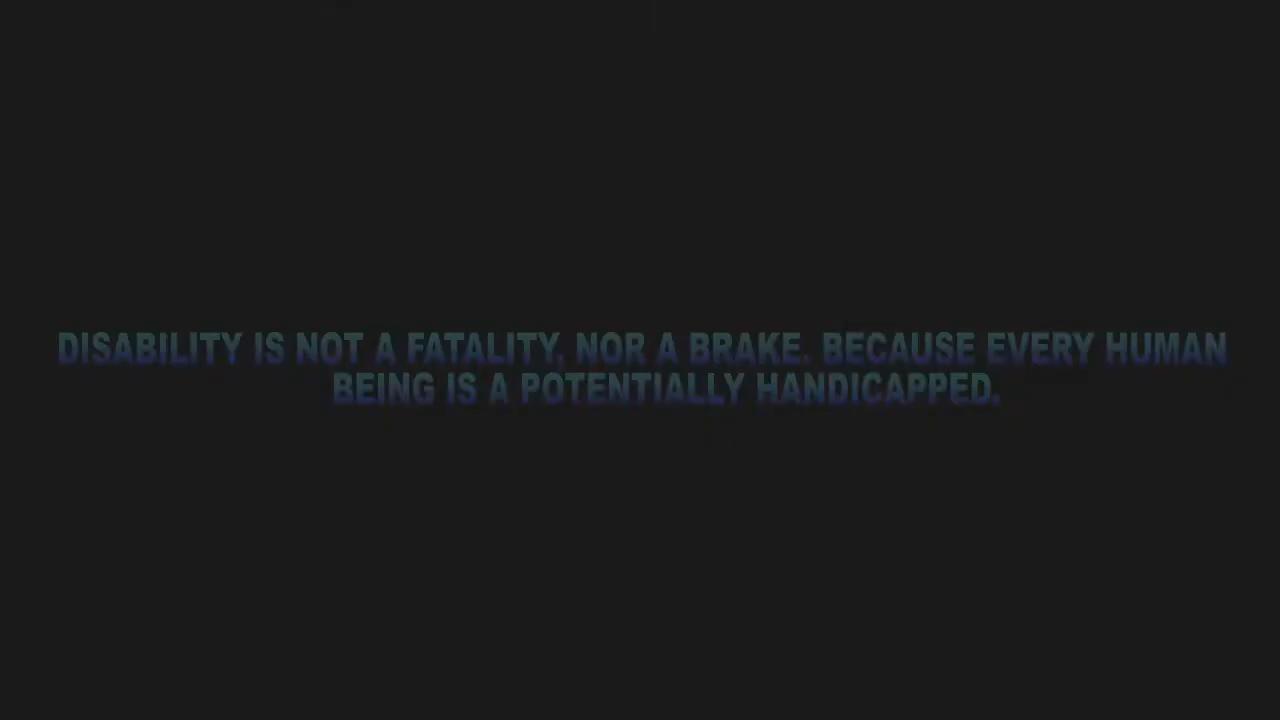 DISABILITY IS NOT A FATALITY, NOR A BRAKE. BECAUSE EVERY HUMAN
BEING IS A POTENTIALLY HANDICAPPED.